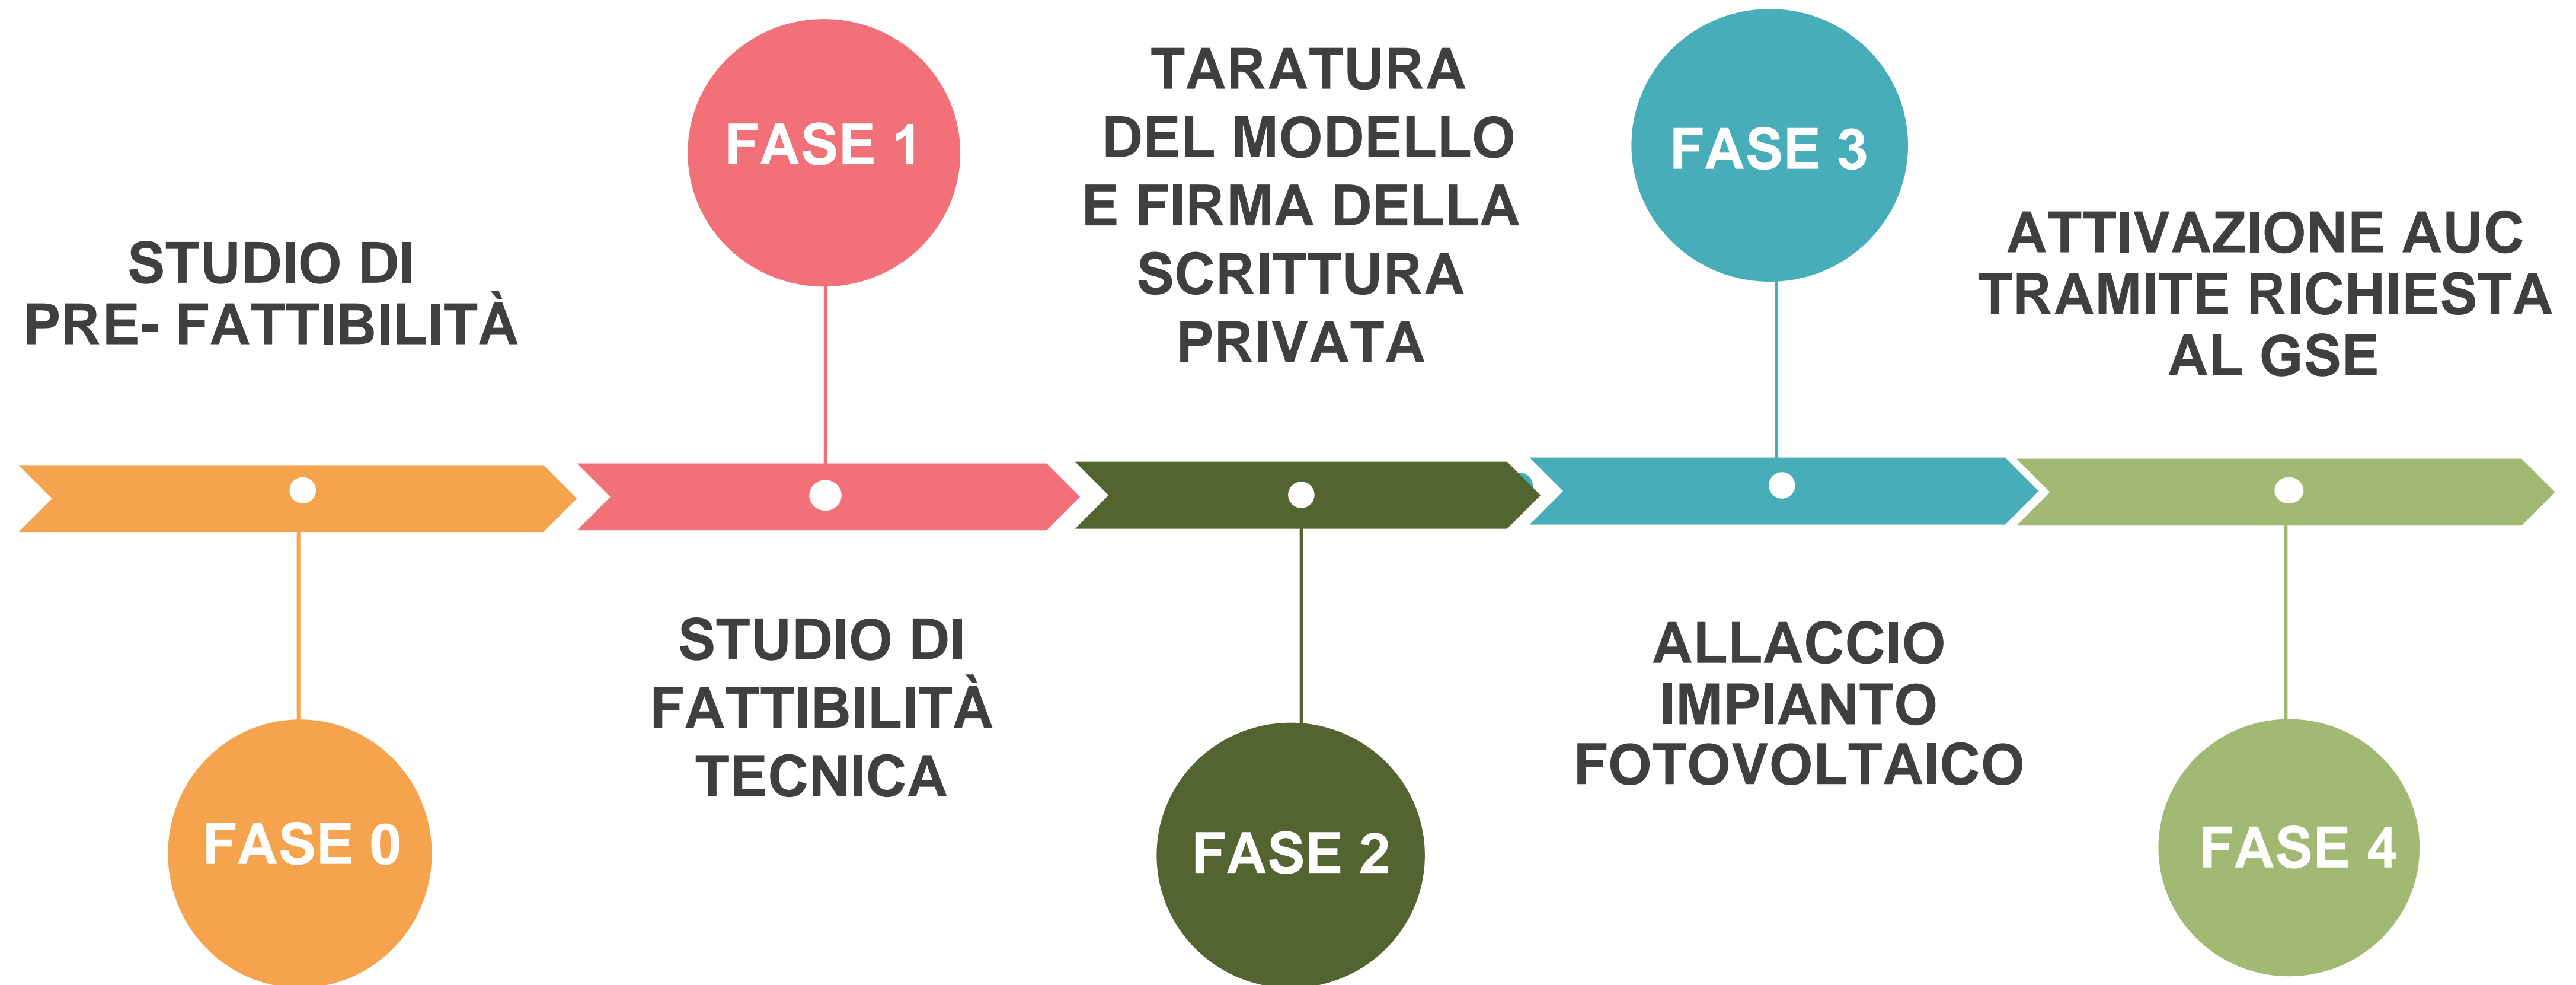 STUDIO DI
PRE- FATTIBILITÀ
FASE 0
FASE 1
STUDIO DI
FATTIBILITÀ
TECNICA
TARATURA
DEL MODELLO
E FIRMA DELLA
SCRITTURA
PRIVATA
FASE 2
FASE 3
ALLACCIO
IMPIANTO
FOTOVOLTAICO
ATTIVAZIONE AUC
TRAMITE RICHIESTA
AL GSE
FASE 4